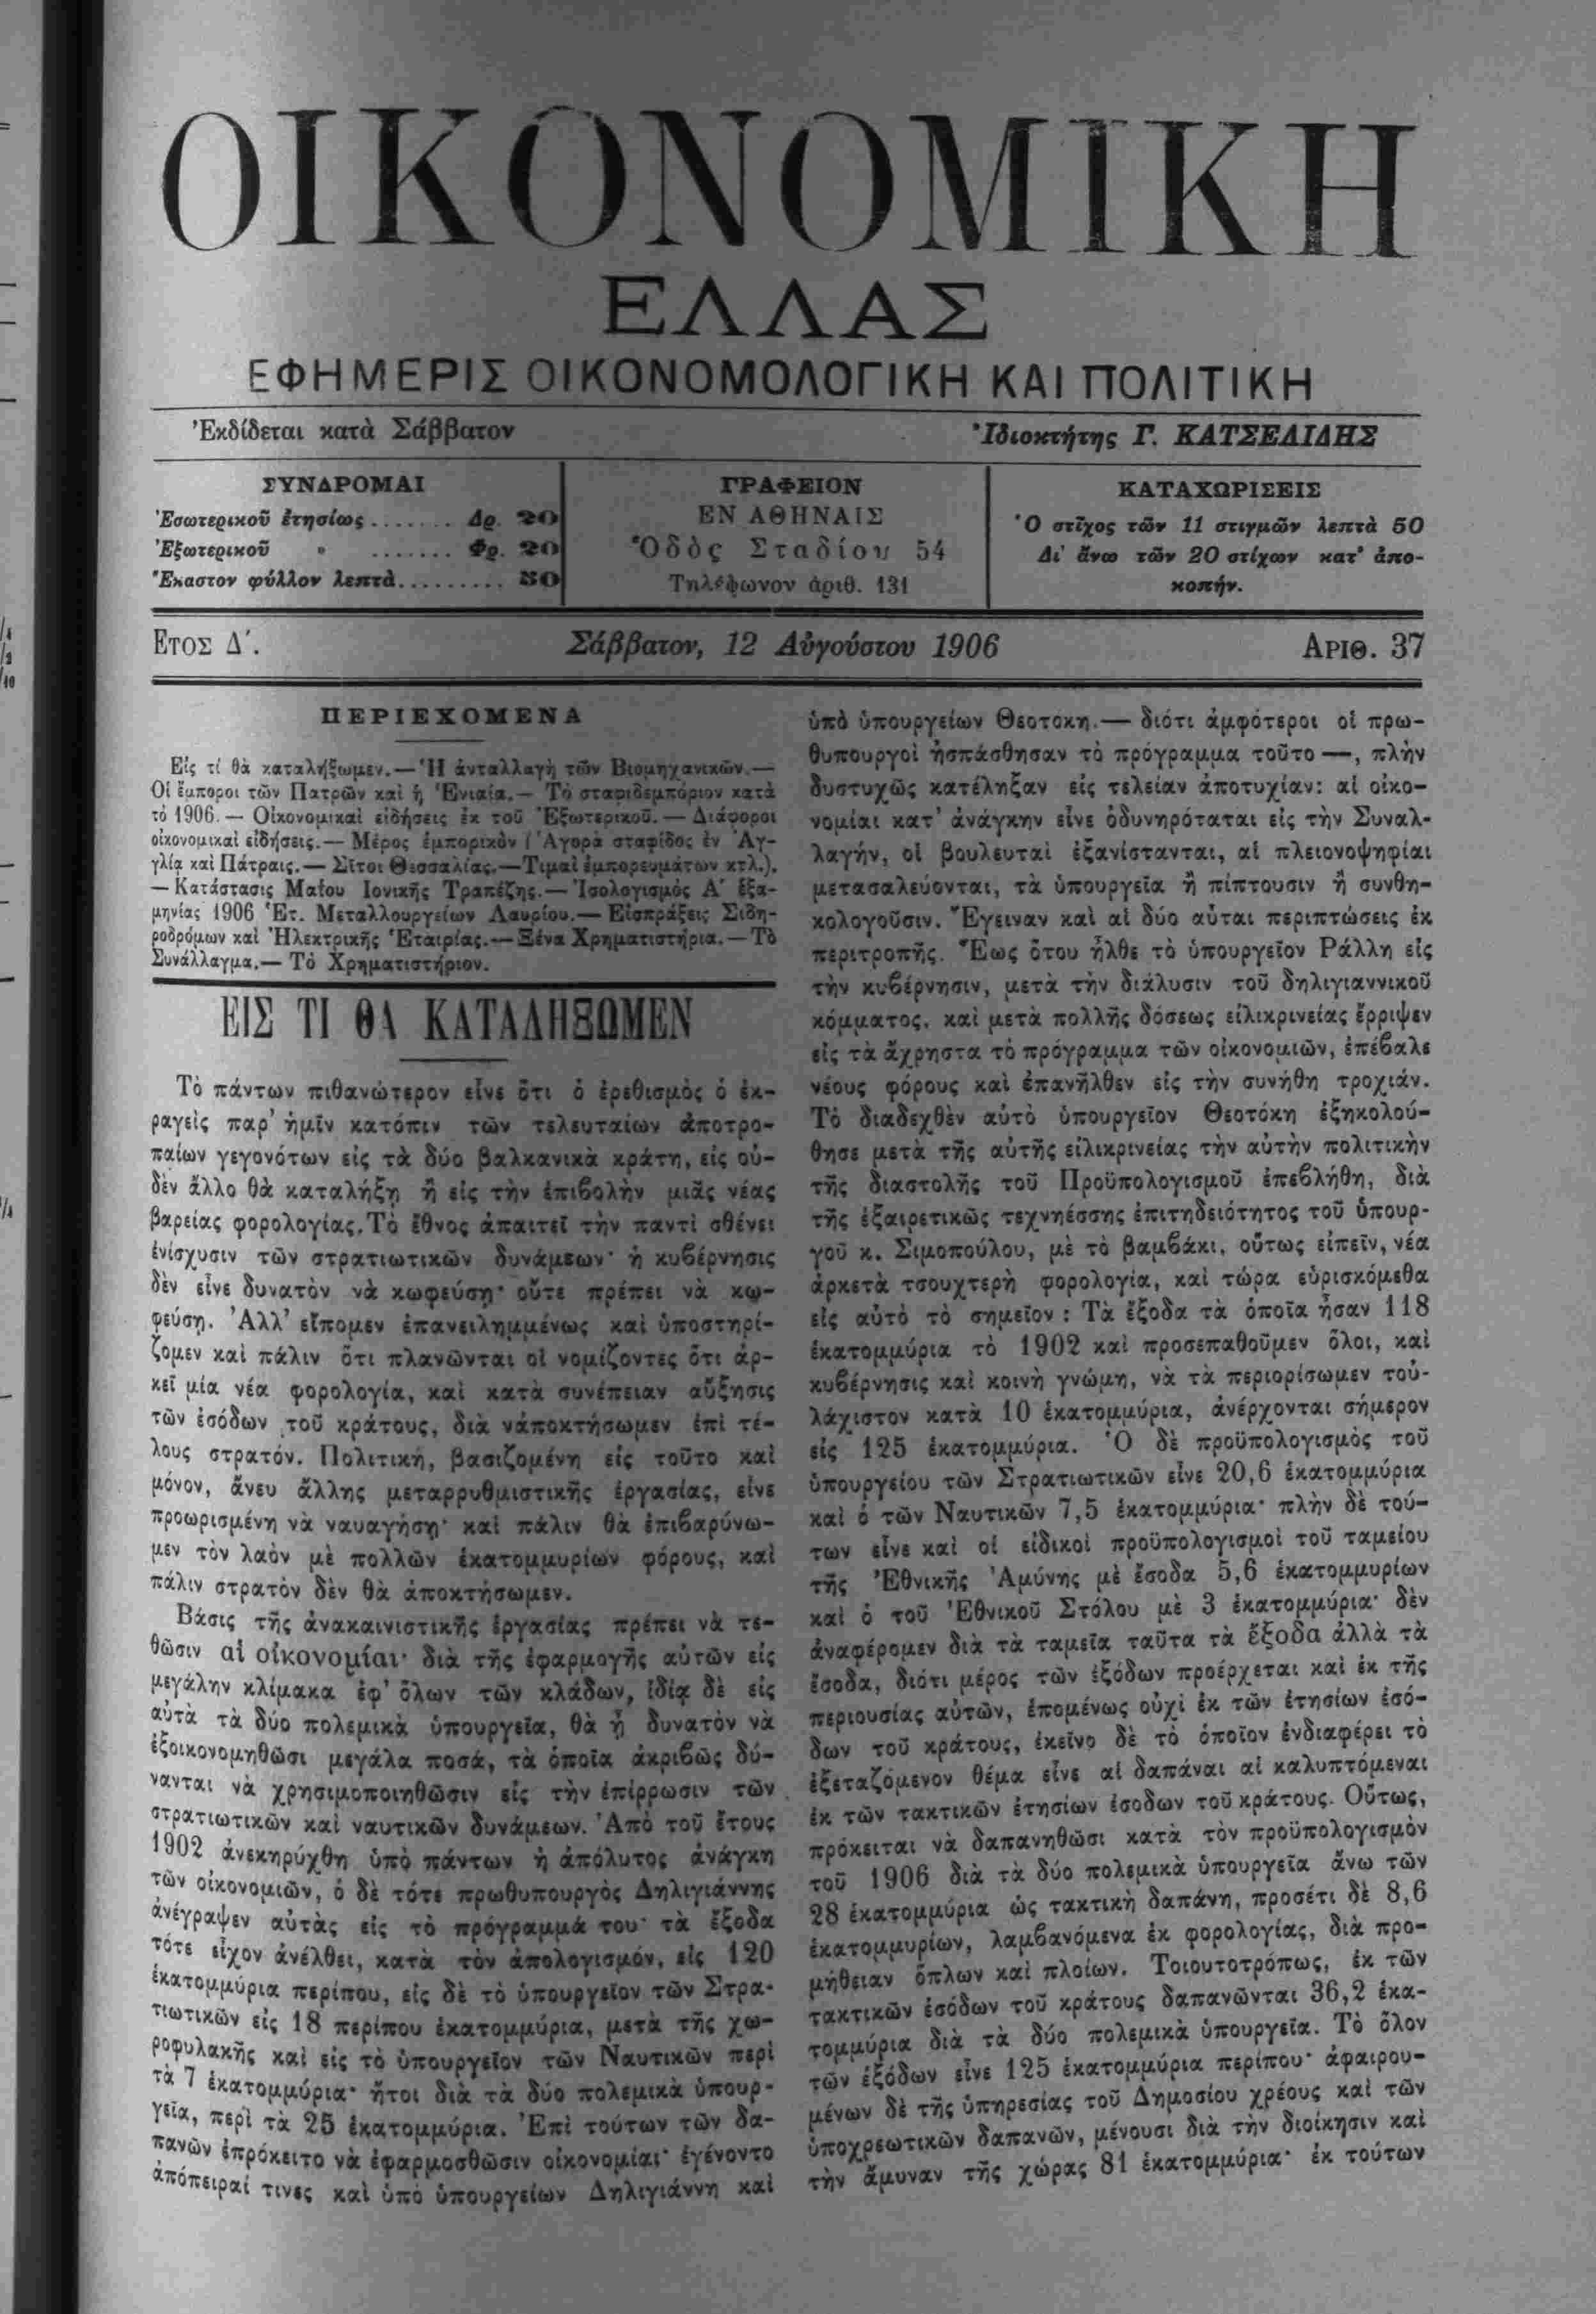 ΟΙΚΟΝΟΜΙΚΗ
ΕΛΛΑΣ
ΕΦΗΜΕΡΙΣ ΟΙΚΟΝΟΜΟΛΟΓΙΚΗ ΚΑΙ ΠΟΛΙΤΙΚΗ
Ἐκδίδεται κατὰ Σάββατον
Ἰδιοκτήτης Γ. ΚΑΤΣΕΛΙΔΗΣ
ΣΥΝΔΡΟΜΑΙ
Ἐσωτερικοῦ ἐτησίως ....... Δρ. 20
Ἐξωτερικοῦ » ....... Φρ. 20
Ἕκαστον φύλλον λεπτὰ......... 50
ΓΡΑΦΕΙΟΝ
ΕΝ ΑΘΗΝΑΙΣ
Ὁδὸς Σταδίου 54
Τηλέφωνον ἀριθ. 131
ΚΑΤΑΧΩΡΙΣΕΙΣ
Ὁ στῖχος τῶν 11 στιγμῶν λεπτὰ 50
Δι' ἄνω τῶν 20 στίχων κατ' ἀπο-
κοπήν.
ΕΤΟΣ Δ΄.
Σάββατον, 12 Αὐγούστου 1906
ΑΡΙΘ. 37
ΠΕΡΙΕΧΟΜΕΝΑ
Εἰς τί θὰ καταλήξωμεν.—Ἡ ἀνταλλαγὴ τῶν Βιομηχανικῶν.—
Οἱ ἔμποροι τῶν Πατρῶν καὶ ἡ Ἑνιαία.— Τὸ σταφιδεμπόριον κατὰ
τὸ 1906.— Οἰκονομικαὶ εἰδήσεις ἐκ τοῦ Ἐξωτερικοῦ.— Διάφοροι
οἰκονομικαὶ εἰδήσεις.— Μέρος ἐμπορικὸν (Ἀγορὰ σταφίδος ἐν Ἀγ-
γλίᾳ καὶ Πάτραις.— Σῖτοι Θεσσαλίας.—Τιμαὶ ἐμπορευμάτων κτλ.).
—Κατάστασις Μαΐου Ιονικῆς Τραπέζης.— Ἰσολογισμὸς Α΄ ἑξα-
μηνίας 1906 Ἑτ. Μεταλλουργείων Λαυρίου.— Εἰσπράξεις Σιδη-
ροδρόμων καὶ Ἠλεκτρικῆς Ἑταιρίας.—Ξένα Χρηματιστήρια.—Τὸ
Συνάλλαγμα.— Τὸ Χρηματιστήριον.
ΕΙΣ ΤΙ ΘΑ ΚΑΤΑΛΗΞΩΜΕΝ
Τὸ πάντων πιθανώτερον εἶνε ὅτι ὁ ἐρεθισμὸς ὁ ἐκ-
ραγεὶς παρ' ἡμῖν κατόπιν τῶν τελευταίων ἀποτρο-
παίων γεγονότων εἰς τὰ δύο βαλκανικὰ κράτη, εἰς οὐ-
δὲν ἄλλο θὰ καταλήξῃ ἢ εἰς τὴν ἐπιβολὴν μιᾶς νέας
βαρείας φορολογίας. Τὸ ἔθνος ἀπαιτεῖ τὴν παντὶ σθένει
ἐνίσχυσιν τῶν στρατιωτικῶν δυνάμεων· ἡ κυβέρνησις
δὲν εἶνε δυνατὸν νὰ κωφεύσῃ· οὔτε πρέπει νὰ κω-
φεύσῃ. Ἀλλ' εἴπομεν ἐπανειλημμένως καὶ ὑποστηρί-
ζομεν καὶ πάλιν ὅτι πλανῶνται οἱ νομίζοντες ὅτι ἀρ-
κεῖ μία νέα φορολογία, καὶ κατὰ συνέπειαν αὔξησις
τῶν ἐσόδων τοῦ κράτους, διὰ νἀποκτήσωμεν ἐπὶ τέ-
λους στρατόν. Πολιτική, βασιζομένη εἰς τοῦτο καὶ
μόνον, ἄνευ ἄλλης μεταρρυθμιστικῆς ἐργασίας, εἶνε
προωρισμένη νὰ ναυαγήσῃ· καὶ πάλιν θὰ ἐπιβαρύνω-
μεν τὸν λαὸν μὲ πολλῶν ἑκατομμυρίων φόρους, καὶ
πάλιν στρατὸν δὲν θὰ ἀποκτήσωμεν.
Βάσις τῆς ἀνακαινιστικῆς ἐργασίας πρέπει νὰ τε-
θῶσιν αἱ οἰκονομίαι· διὰ τῆς ἐφαρμογῆς αὐτῶν εἰς
μεγάλην κλίμακα ἐφ' ὅλων τῶν κλάδων, ἰδίᾳ δὲ εἰς
αὐτὰ τὰ δύο πολεμικὰ ὑπουργεῖα, θὰ ᾖ δυνατὸν νὰ
ἐξοικονομηθῶσι μεγάλα ποσά, τὰ ὁποῖα ἀκριβῶς δύ-
νανται νὰ χρησιμοποιηθῶσιν εἰς τὴν ἐπίρρωσιν τῶν
στρατιωτικῶν καὶ ναυτικῶν δυνάμεων. Ἀπὸ τοῦ ἔτους
1902 ἀνεκηρύχθη ὑπὸ πάντων ἡ ἀπόλυτος ἀνάγκη
τῶν οἰκονομιῶν, ὁ δὲ τότε πρωθυπουργὸς Δηλιγιάννης
ἀνέγραψεν αὐτὰς εἰς τὸ πρόγραμμά του· τὰ ἔξοδα
τότε εἶχον ἀνέλθει, κατὰ τὸν ἀπολογισμόν, εἰς 120
ἑκατομμύρια περίπου, εἰς δὲ τὸ ὑπουργεῖον τῶν Στρα-
τιωτικῶν εἰς 18 περίπου ἑκατομμύρια, μετὰ τῆς χω-
ροφυλακῆς καὶ εἰς τὸ ὑπουργεῖον τῶν Ναυτικῶν περὶ
τὰ 7 ἑκατομμύρια· ἤτοι διὰ τὰ δύο πολεμικὰ ὑπουρ-
γεῖα, περὶ τὰ 25 ἑκατομμύρια. Ἐπὶ τούτων τῶν δα-
πανῶν ἐπρόκειτο νὰ ἐφαρμοσθῶσιν οἰκονομίαι· ἐγένοντο
ἀπόπειραί τινες καὶ ὑπὸ ὑπουργείων Δηλιγιάννη καὶ
ὑπὸ ὑπουργείων Θεοτόκη.— διότι ἀμφότεροι οἱ πρω-
θυπουργοὶ ἠσπάσθησαν τὸ πρόγραμμα τοῦτο—, πλὴν
δυστυχῶς κατέληξαν εἰς τελείαν ἀποτυχίαν: αἱ οἰκο-
νομίαι κατ' ἀνάγκην εἶνε ὀδυνηρόταται εἰς τὴν Συναλ-
λαγήν, οἱ βουλευταὶ ἐξανίστανται, αἱ πλειονοψηφίαι
μετασαλεύονται, τὰ ὑπουργεῖα ἢ πίπτουσιν ἢ συνθη-
κολογοῦσιν. Ἔγειναν καὶ αἱ δύο αὗται περιπτώσεις ἐκ
περιτροπῆς. Ἕως ὅτου ἦλθε τὸ ὑπουργεῖον Ράλλη εἰς
τὴν κυβέρνησιν, μετὰ τὴν διάλυσιν τοῦ δηλιγιαννικοῦ
κόμματος, καὶ μετὰ πολλῆς δόσεως εἰλικρινείας ἔρριψεν
εἰς τὰ ἄχρηστα τὸ πρόγραμμα τῶν οἰκονομιῶν, ἐπέβαλε
νέους φόρους καὶ ἐπανῆλθεν εἰς τὴν συνήθη τροχιάν.
Τὸ διαδεχθὲν αὐτὸ ὑπουργεῖον Θεοτόκη ἐξηκολού-
θησε μετὰ τῆς αὐτῆς εἰλικρινείας τὴν αὐτὴν πολιτικὴν
τῆς διαστολῆς τοῦ Προϋπολογισμοῦ ἐπεβλήθη, διὰ
τῆς ἐξαιρετικῶς τεχνηέσσης ἐπιτηδειότητος τοῦ ὑπουρ-
γοῦ κ. Σιμοπούλου, μὲ τὸ βαμβάκι, οὕτως εἰπεῖν, νέα
ἀρκετὰ τσουχτερὴ φορολογία, καὶ τώρα εὑρισκόμεθα
εἰς αὐτὸ τὸ σημεῖον : Τὰ ἔξοδα τὰ ὁποῖα ἦσαν 118
ἑκατομμύρια τὸ 1902 καὶ προσεπαθοῦμεν ὅλοι, καὶ
κυβέρνησις καὶ κοινὴ γνώμη, νὰ τὰ περιορίσωμεν τοὐ-
λάχιστον κατὰ 10 ἑκατομμύρια, ἀνέρχονται σήμερον
εἰς 125 ἑκατομμύρια. Ὁ δὲ προϋπολογισμὸς τοῦ
ὑπουργείου τῶν Στρατιωτικῶν εἶνε 20,6 ἑκατομμύρια
καὶ ὁ τῶν Ναυτικῶν 7,5 ἑκατομμύρια· πλὴν δὲ τού-
των εἶνε καὶ οἱ εἰδικοὶ προϋπολογισμοὶ τοῦ ταμείου
τῆς Ἐθνικῆς Ἀμύνης μὲ ἔσοδα 5,6 ἑκατομμυρίων
καὶ ὁ τοῦ Ἐθνικοῦ Στόλου μὲ 3 ἑκατομμύρια· δὲν
ἀναφέρομεν διὰ τὰ ταμεῖα ταῦτα τὰ ἔξοδα ἀλλὰ τὰ
ἔσοδα, διότι μέρος τῶν ἐξόδων προέρχεται καὶ ἐκ τῆς
περιουσίας αὐτῶν, ἑπομένως οὐχὶ ἐκ τῶν ἐτησίων ἐσό-
δων τοῦ κράτους, ἐκεῖνο δὲ τὸ ὁποῖον ἐνδιαφέρει τὸ
ἐξεταζόμενον θέμα εἶνε αἱ δαπάναι αἱ καλυπτόμεναι
ἐκ τῶν τακτικῶν ἐτησίων ἐσοδων τοῦ κράτους. Οὕτως,
πρόκειται νὰ δαπανηθῶσι κατὰ τὸν προϋπολογισμὸν
τοῦ 1906 διὰ τὰ δύο πολεμικὰ ὑπουργεῖα ἄνω τῶν
28 ἑκατομμύρια ὡς τακτικὴ δαπάνη, προσέτι δὲ 8,6
ἑκατομμυρίων, λαμβανόμενα ἐκ φορολογίας, διὰ προ-
μήθειαν ὅπλων καὶ πλοίων. Τοιουτοτρόπως, ἐκ τῶν
τακτικῶν ἐσόδων τοῦ κράτους δαπανῶνται 36,2 ἑκα-
τομμύρια διὰ τὰ δύο πολεμικὰ ὑπουργεῖα. Τὸ ὅλον
τῶν ἐξόδων εἶνε 125 ἑκατομμύρια περίπου· ἀφαιρου-
μένων δὲ τῆς ὑπηρεσίας τοῦ Δημοσίου χρέους καὶ τῶν
ὑποχρεωτικῶν δαπανῶν, μένουσι διὰ τὴν διοίκησιν καὶ
τὴν ἄμυναν τῆς χώρας 81 ἑκατομμύρια· ἐκ τούτων